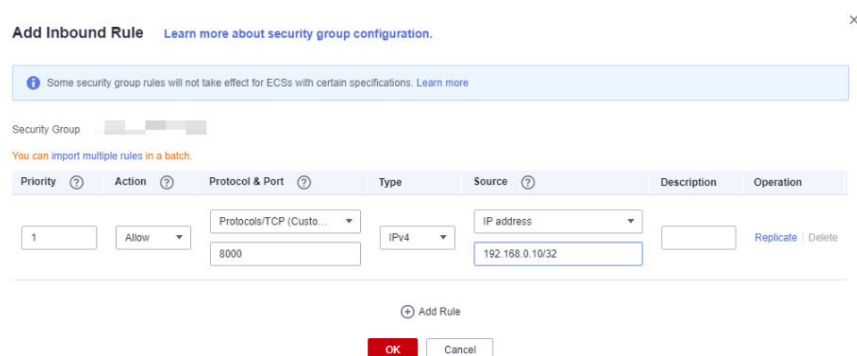 Add Inbound Rule Learn more about security group configuration.
Some security group rules will not take effect for ECSs with certain specifications. Learn more
Security Group
You can import multiple rules in a batch.
Priority Action Protocol & Port Type Source Description Operation
Protocols/TCP (Custo... IP address
1 Allow IPv4 Replicate Delete
8000 192.168.0.10/32
Add Rule
OK Cancel